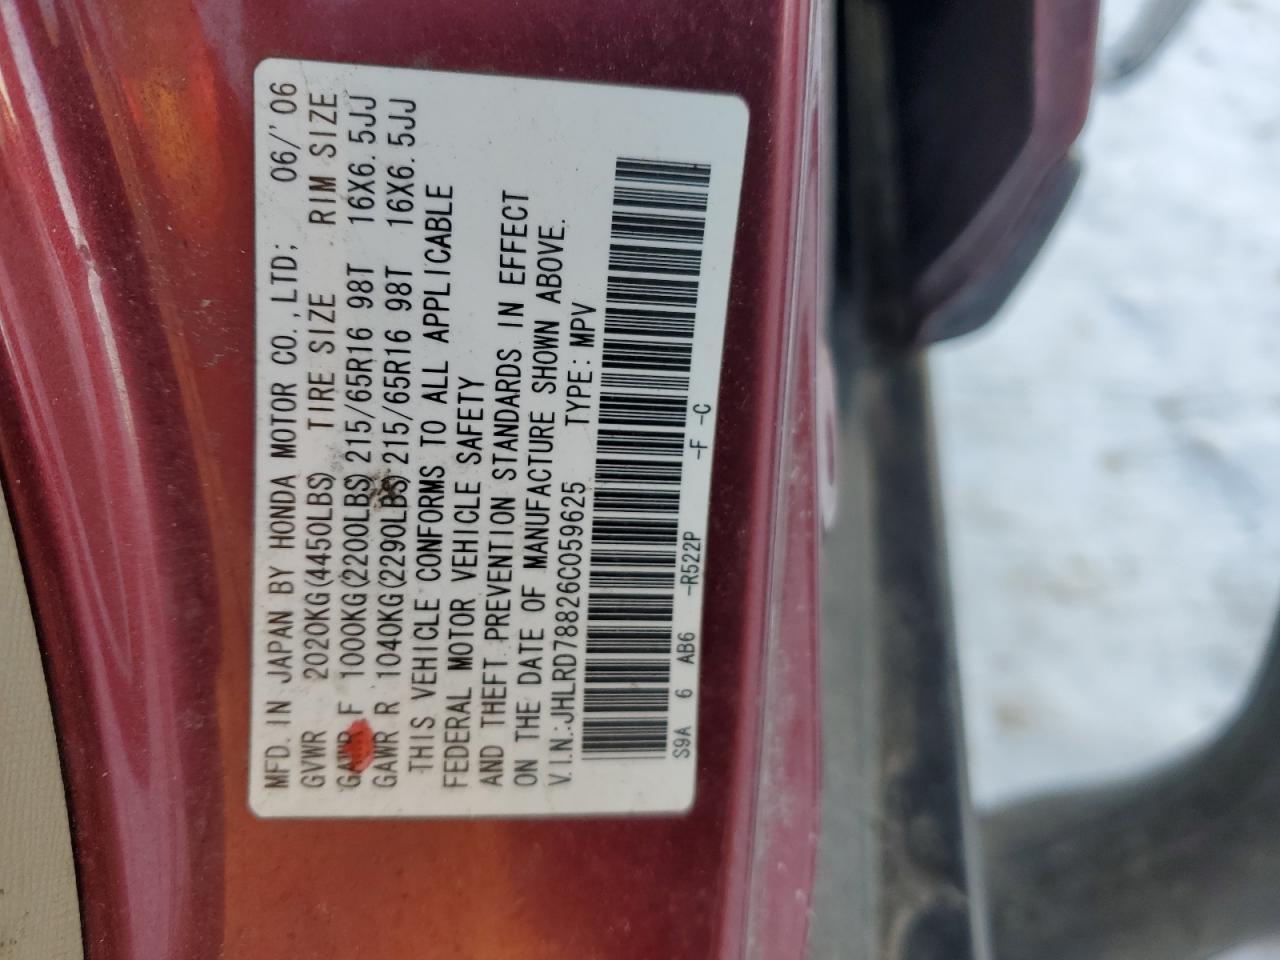 MFD. IN JAPAN BY HONDA MOTOR CO.,LTD; 06/'06
GVWR 2020KG(4450LBS) TIRE SIZE RIM SIZE
GAWR F 1000KG(2200LBS) 215/65R16 98T 16X6.5JJ
GAWR R 1040KG(2290LBS) 215/65R16 98T 16X6.5JJ
THIS VEHICLE CONFORMS TO ALL APPLICABLE
FEDERAL MOTOR VEHICLE SAFETY
AND THEFT PREVENTION STANDARDS IN EFFECT
ON THE DATE OF MANUFACTURE SHOWN ABOVE.
V.I.N.:JHLRD78826C059625 TYPE: MPV
S9A 6 AB6 -R522P -F -C